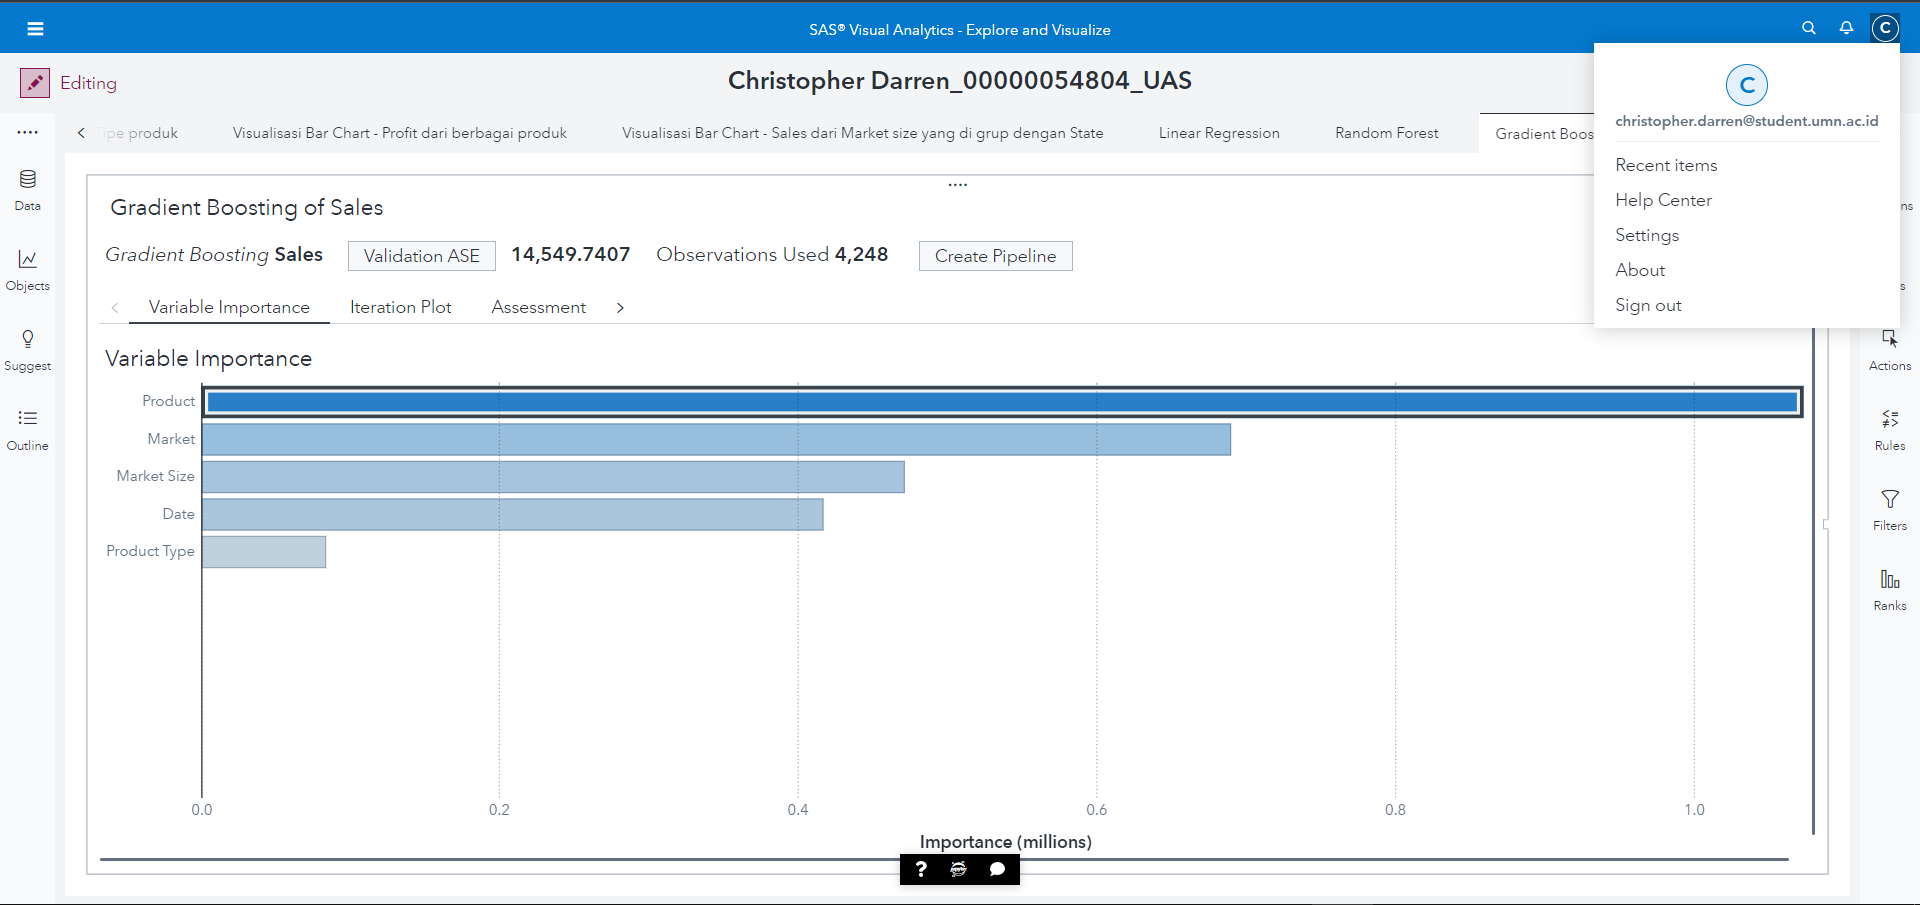 SAS® Visual Analytics - Explore and Visualize
C
Editing
Christopher Darren_00000054804_UAS
C
christopher.darren@student.umn.ac.id
Recent items
Help Center
Settings
About
Sign out
Tipe produk
Visualisasi Bar Chart - Profit dari berbagai produk
Visualisasi Bar Chart - Sales dari Market size yang di grup dengan State
Linear Regression
Random Forest
Gradient Boos
Data
Objects
Suggest
Outline
Gradient Boosting of Sales
Gradient Boosting Sales
Validation ASE
14,549.7407
Observations Used 4,248
Create Pipeline
Variable Importance
Iteration Plot
Assessment
Variable Importance
Product
Market
Market Size
Date
Product Type
0.0
0.2
0.4
0.6
0.8
1.0
Importance (millions)
?
ns
s
Actions
Rules
Filters
Ranks